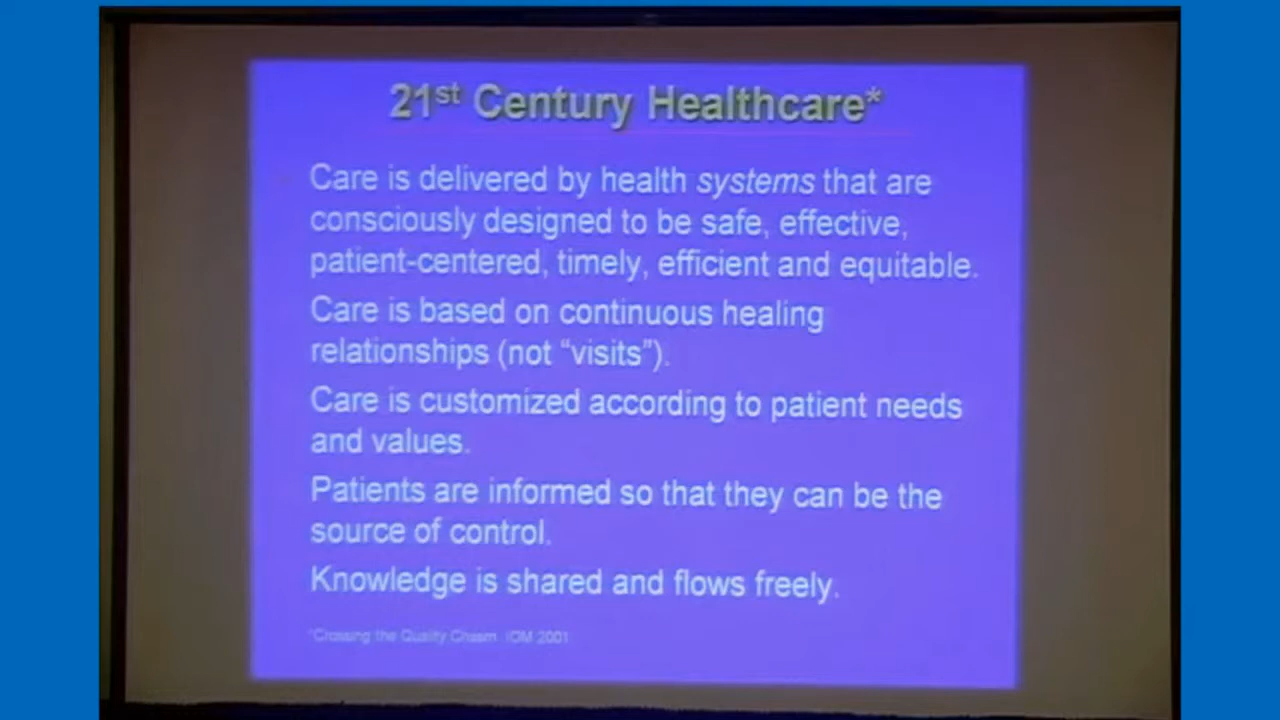 21st Century Healthcare*
Care is delivered by health systems that are
consciously designed to be safe, effective,
patient-centered, timely, efficient and equitable.
Care is based on continuous healing
relationships (not “visits”).
Care is customized according to patient needs
and values.
Patients are informed so that they can be the
source of control.
Knowledge is shared and flows freely.
*Crossing the Quality Chasm IOM 2001